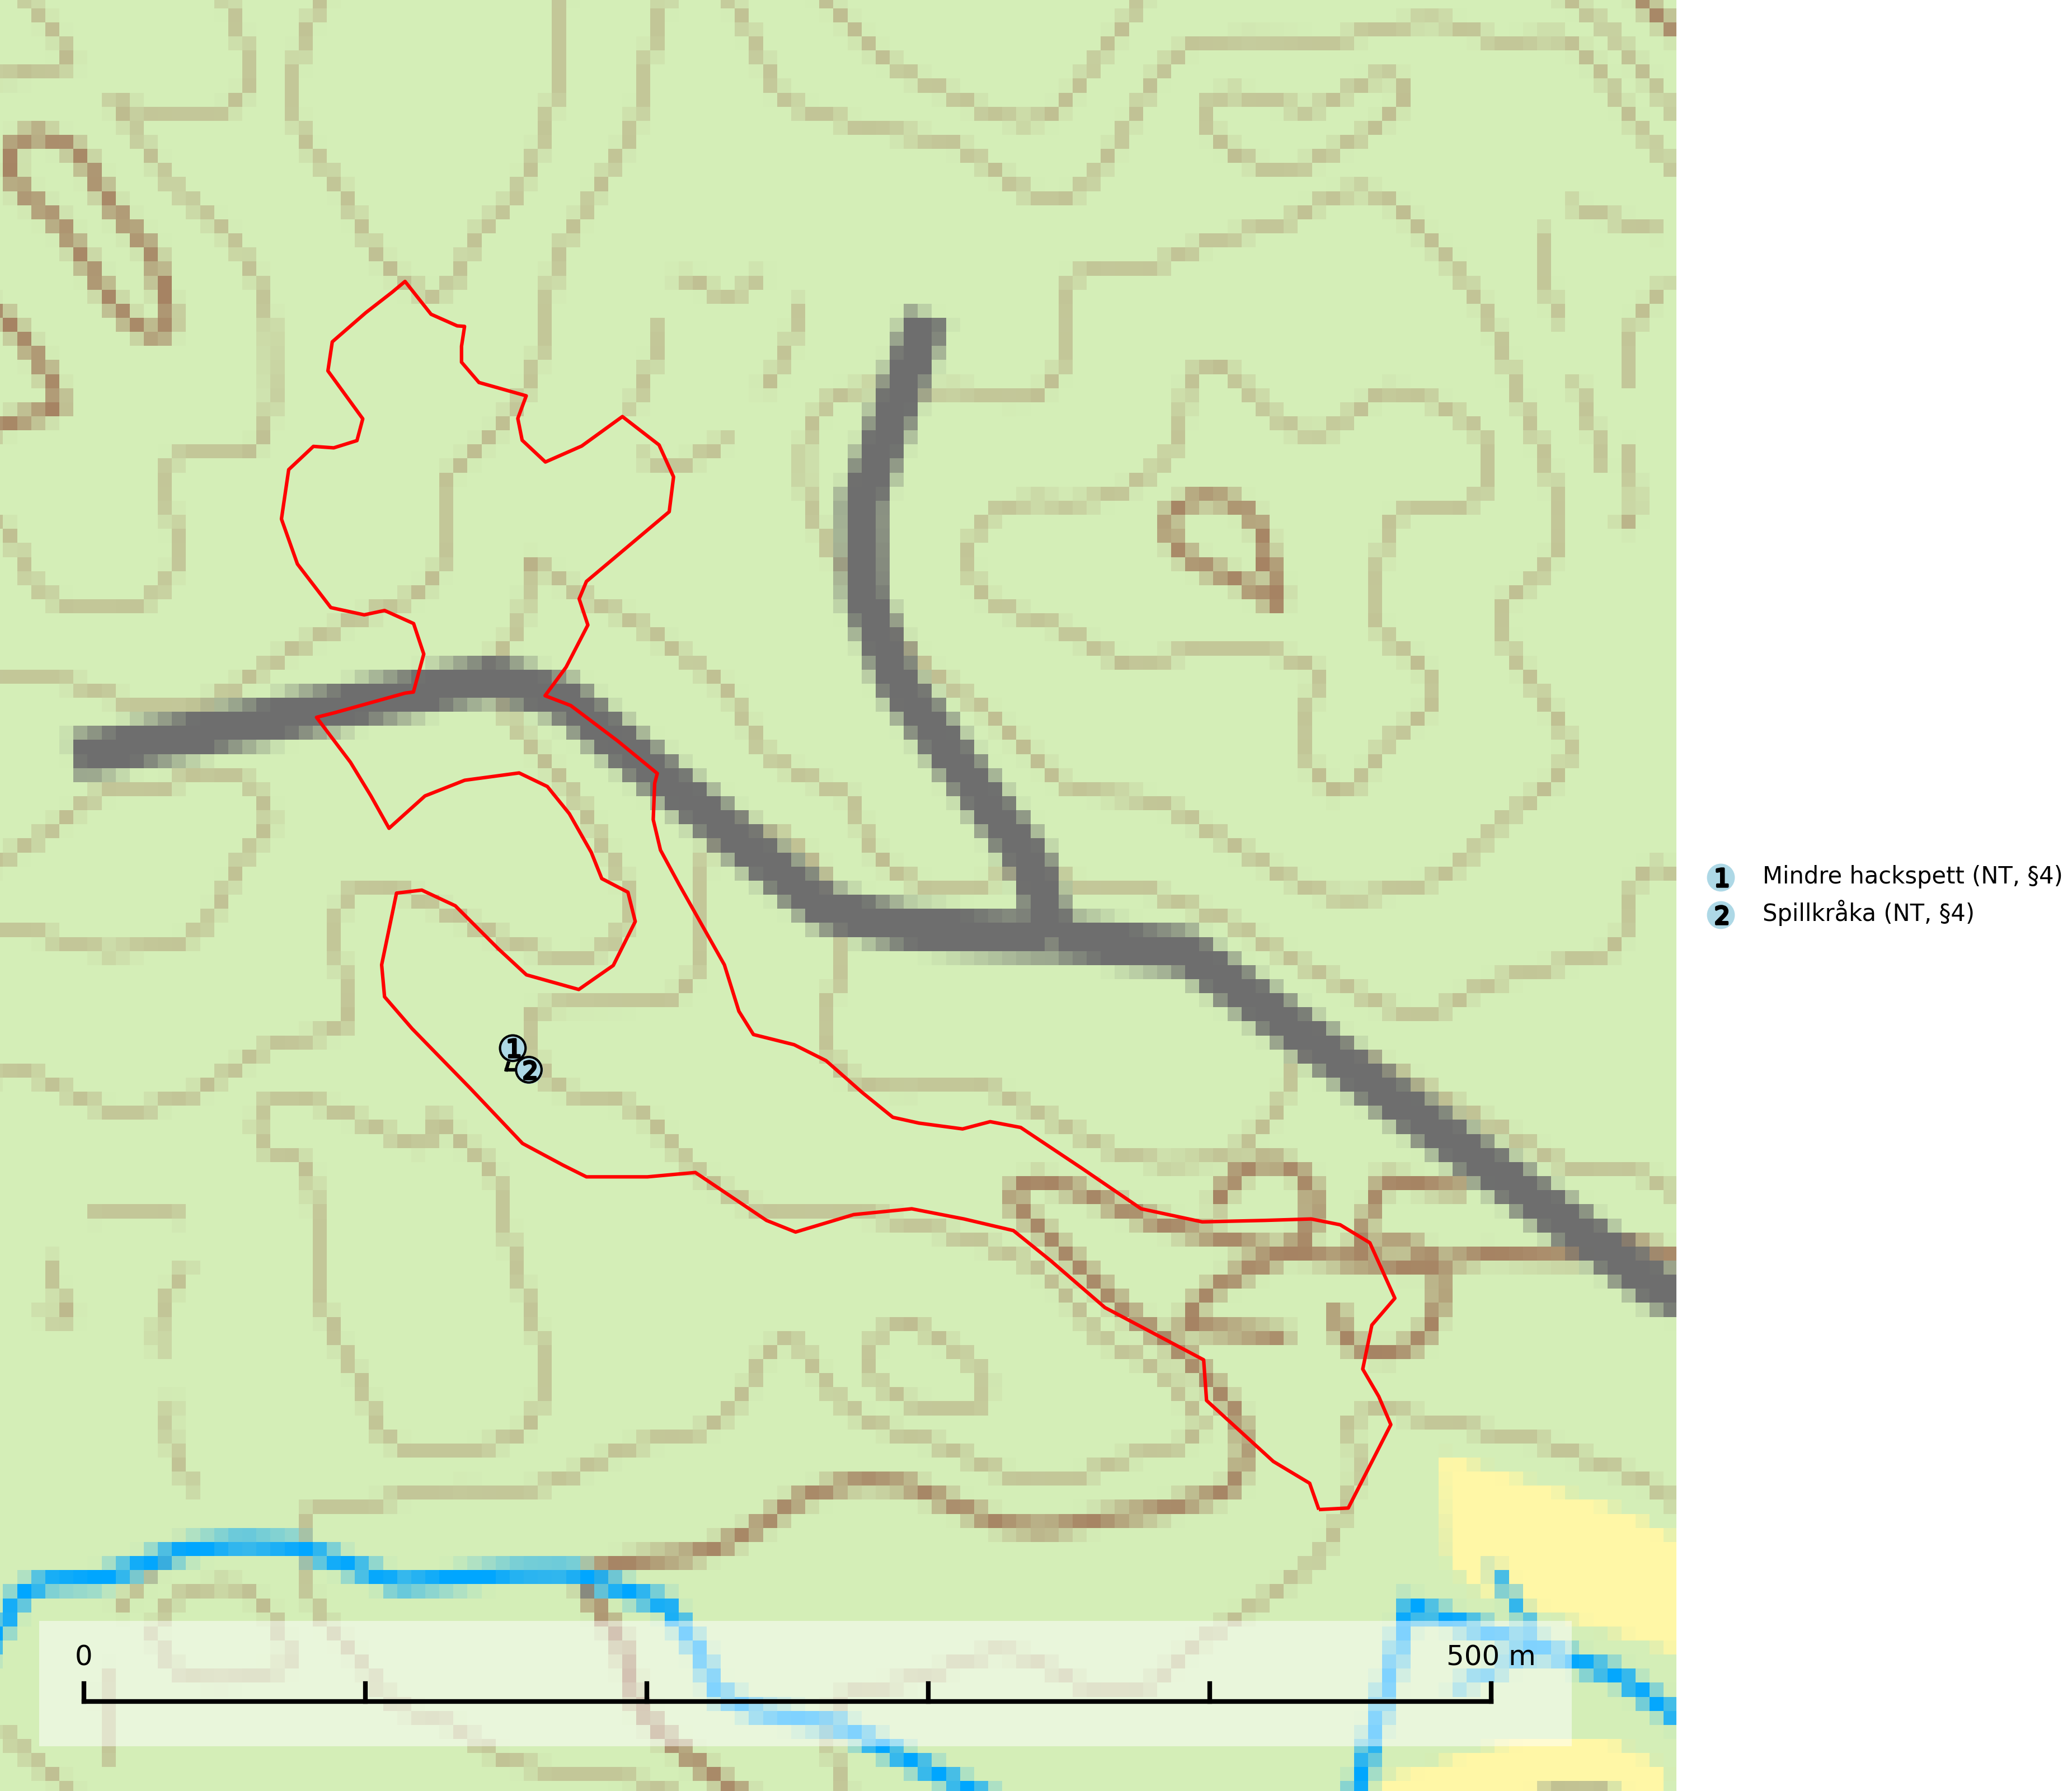 1
2
1 Mindre hackspett (NT, §4)
2 Spillkråka (NT, §4)
0 500 m